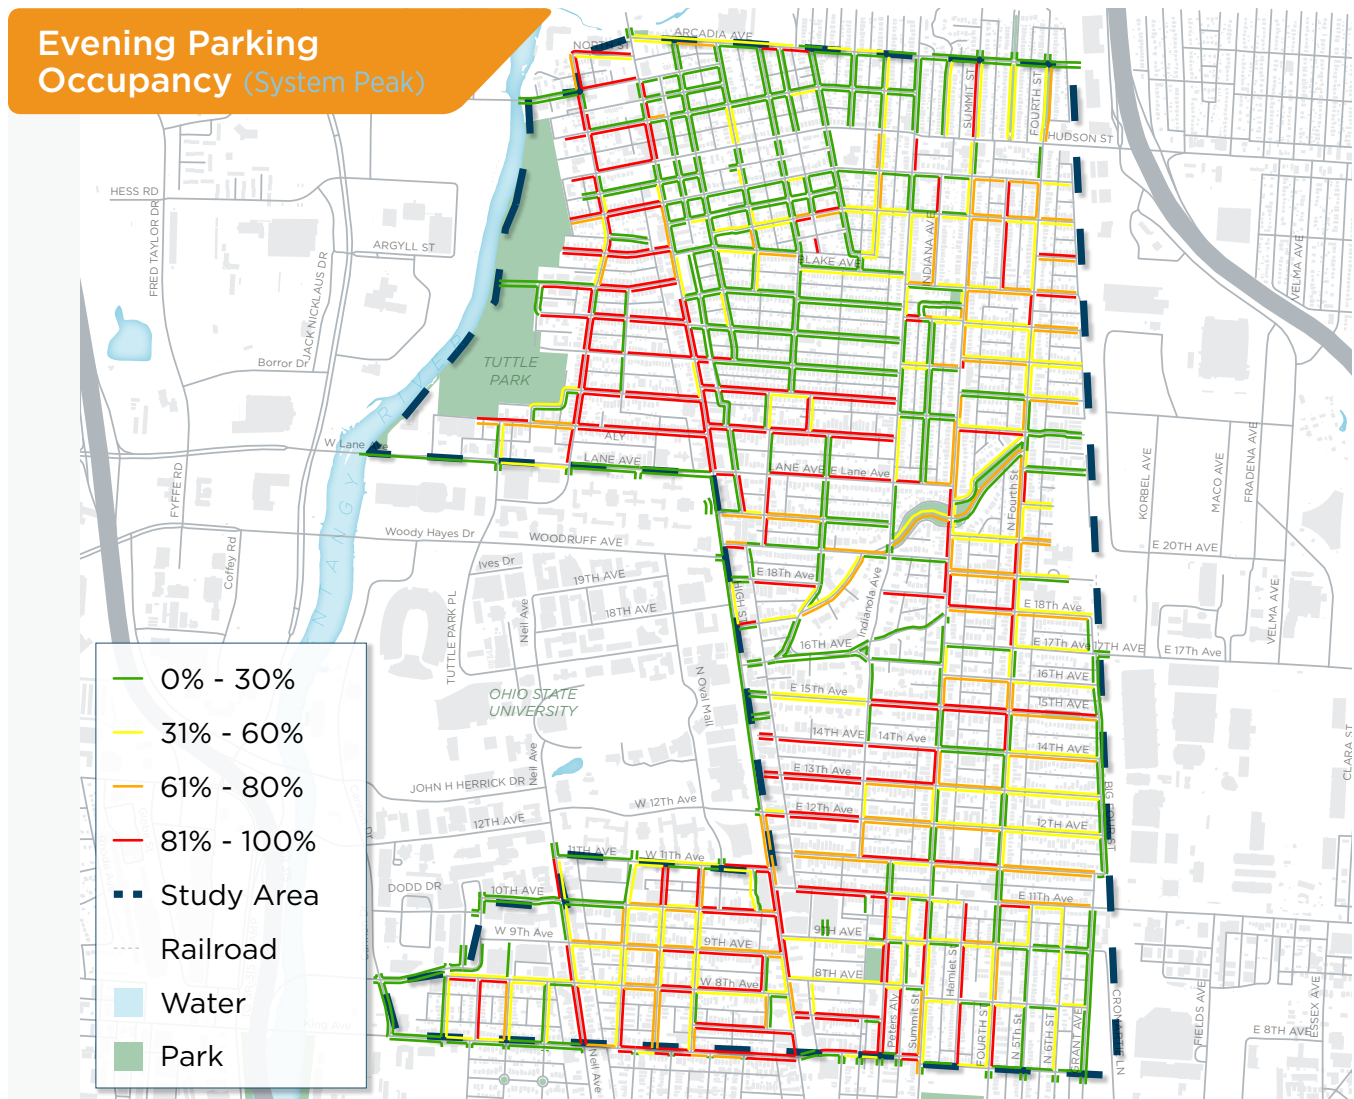 Evening Parking
Occupancy (System Peak)
ARCADIA AVE
SUMMIT ST
FOURTH ST
HUDSON ST
HESS RD
FRED TAYLOR DR
ARGYLL ST
JACK NICKLAUS DR
Borror Dr
BLAKE AVE
INDIANA AVE
VELMA AVE
TUTTLE
PARK
RIVER
W Lane Ave
ALY
LANE AVE
LANE AVE
E Lane Ave
FYFFE RD
N Fourth St
KORBEL AVE
MACO AVE
FRADENA AVE
Woody Hayes Dr
WOODRUFF AVE
Coffey Rd
Ives Dr
19TH AVE
18TH AVE
E 18Th Ave
E 20TH AVE
HIGH ST
Indianola Ave
TUTTLE PARK PL
Neil Ave
E 18Th Ave
VELMA AVE
16TH AVE
E 17Th Ave
17TH AVE
E 17Th Ave
16TH AVE
OHIO STATE
UNIVERSITY
N Oval Mall
E 15Th Ave
15TH AVE
14TH AVE
14Th Ave
14TH AVE
Neil Ave
E 13Th Ave
CLARA ST
JOHN H HERRICK DR
W 12Th Ave
E 12Th Ave
12TH AVE
12TH AVE
11TH AVE
W 11Th Ave
DODD DR
10TH AVE
E 11Th Ave
W 9Th Ave
9TH AVE
9TH AVE
8TH AVE
W 8Th Ave
Hamlet St
Peters Aly
Summit St
FOURTH ST
N 5Th St
N 6TH ST
GRANT AVE
FIELDS AVE
E 8TH AVE
ESSEX AVE
Neil Ave
0% - 30%
31% - 60%
61% - 80%
81% - 100%
Study Area
Railroad
Water
Park